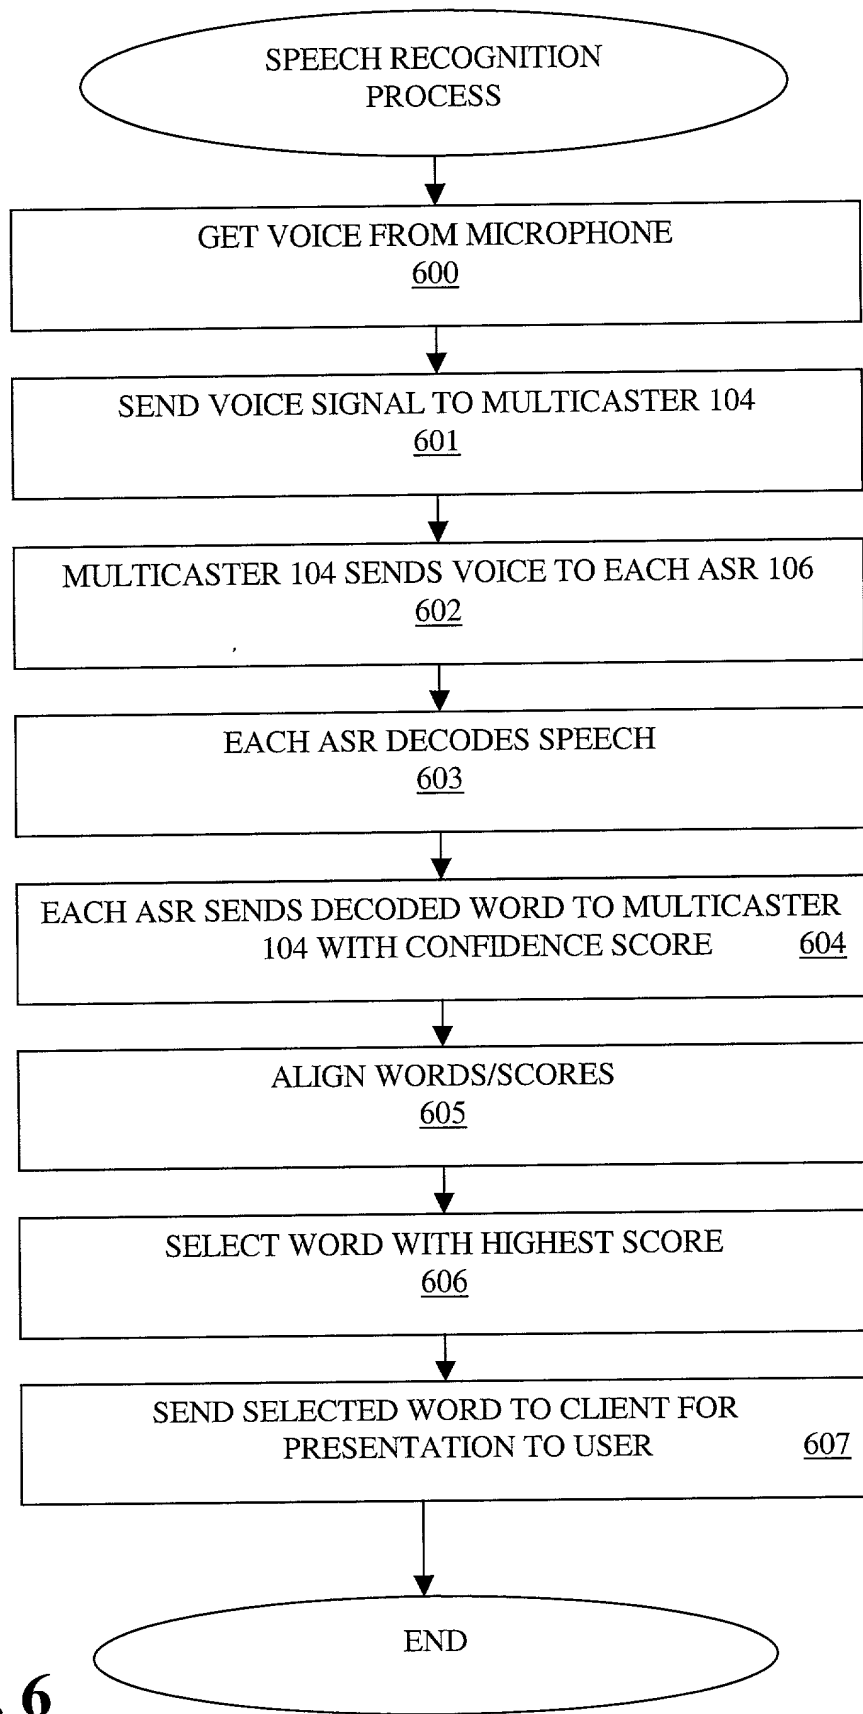 SPEECH RECOGNITION
PROCESS
GET VOICE FROM MICROPHONE
600
SEND VOICE SIGNAL TO MULTICASTER 104
601
MULTICASTER 104 SENDS VOICE TO EACH ASR 106
602
EACH ASR DECODES SPEECH
603
EACH ASR SENDS DECODED WORD TO MULTICASTER
104 WITH CONFIDENCE SCORE 604
ALIGN WORDS/SCORES
605
SELECT WORD WITH HIGHEST SCORE
606
SEND SELECTED WORD TO CLIENT FOR
PRESENTATION TO USER 607
END
6